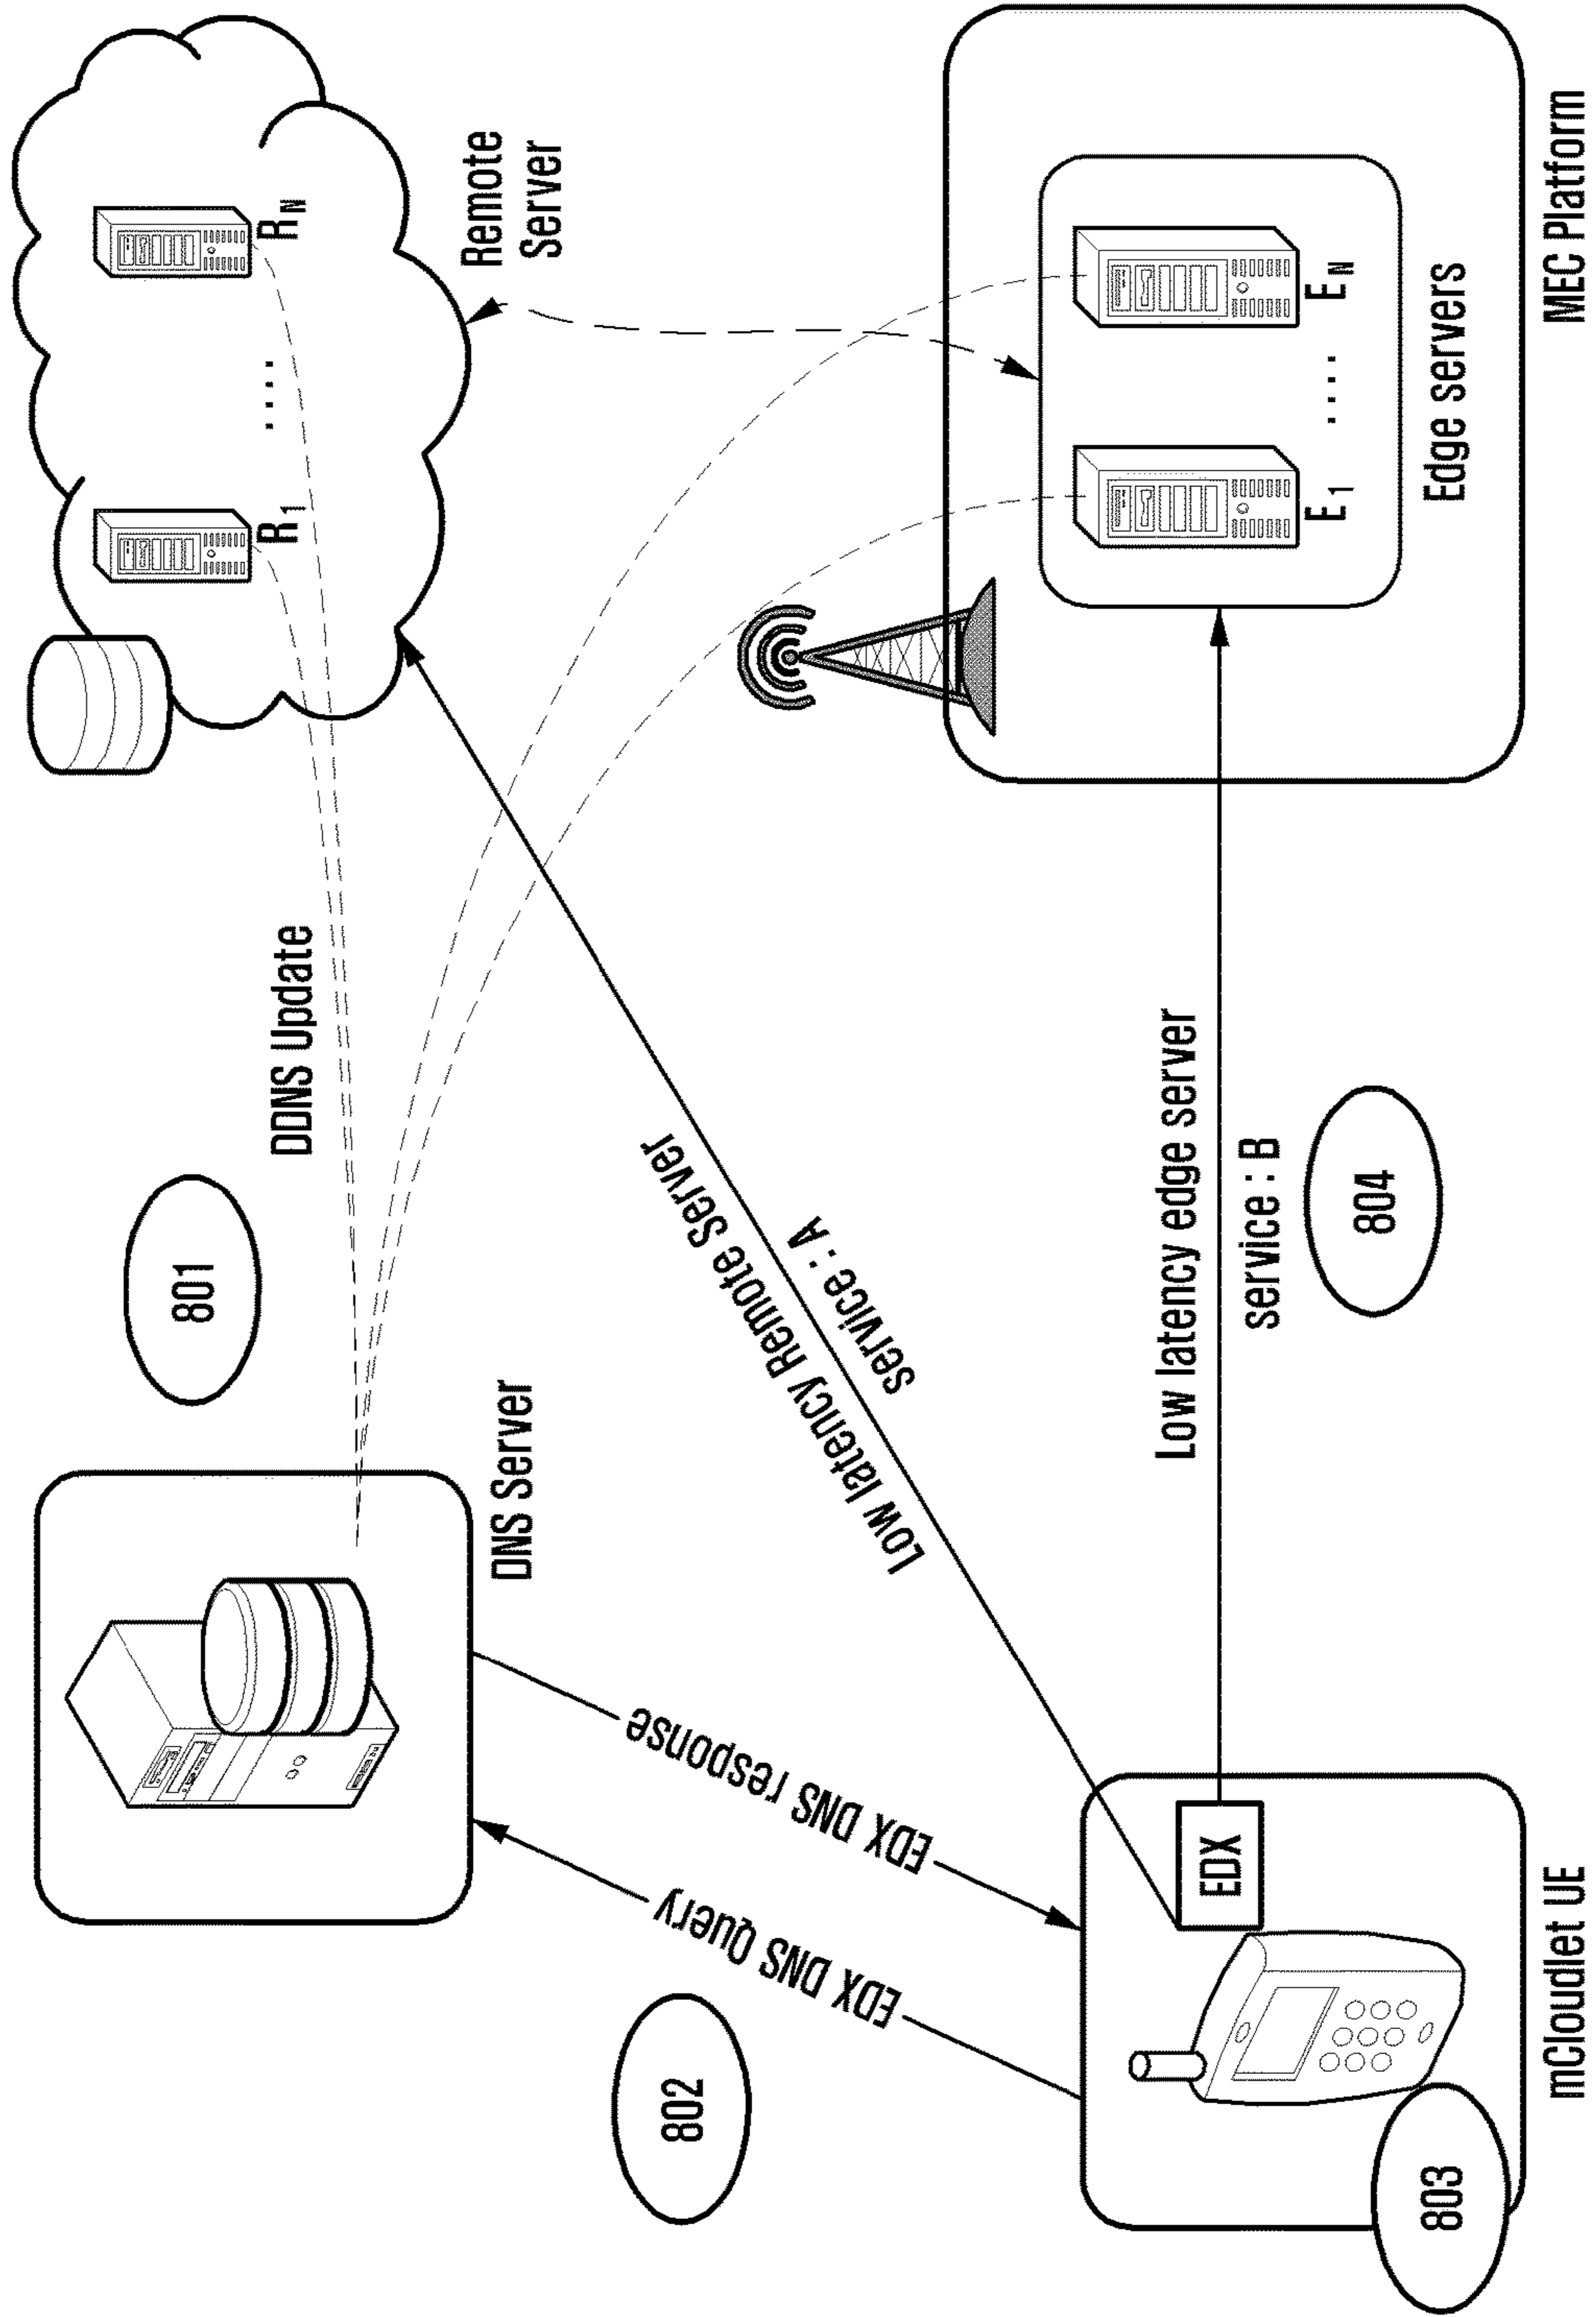 801
DDNS Update
R1
....
RN
DNS Server
Remote
Server
802
EDX DNS Query
EDX DNS response
Low latency Remote Server
service : A
803
EDX
mCloudlet UE
Low latency edge server
service : B
804
E1
....
EN
Edge servers
MEC Platform